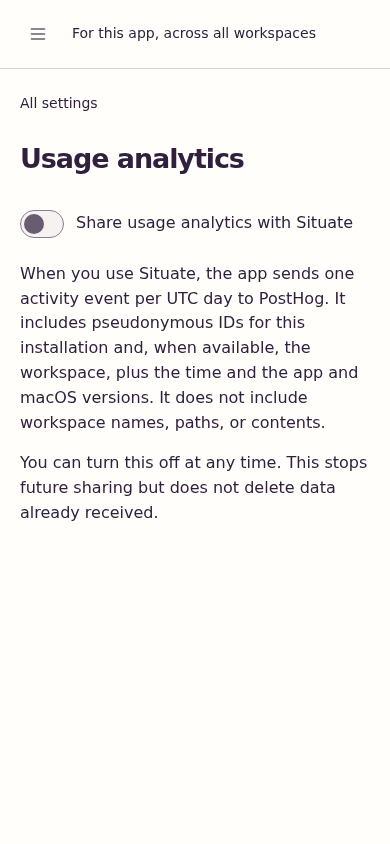 For this app, across all workspaces
All settings
Usage analytics
Share usage analytics with Situate
When you use Situate, the app sends one
activity event per UTC day to PostHog. It
includes pseudonymous IDs for this
installation and, when available, the
workspace, plus the time and the app and
macOS versions. It does not include
workspace names, paths, or contents.
You can turn this off at any time. This stops
future sharing but does not delete data
already received.